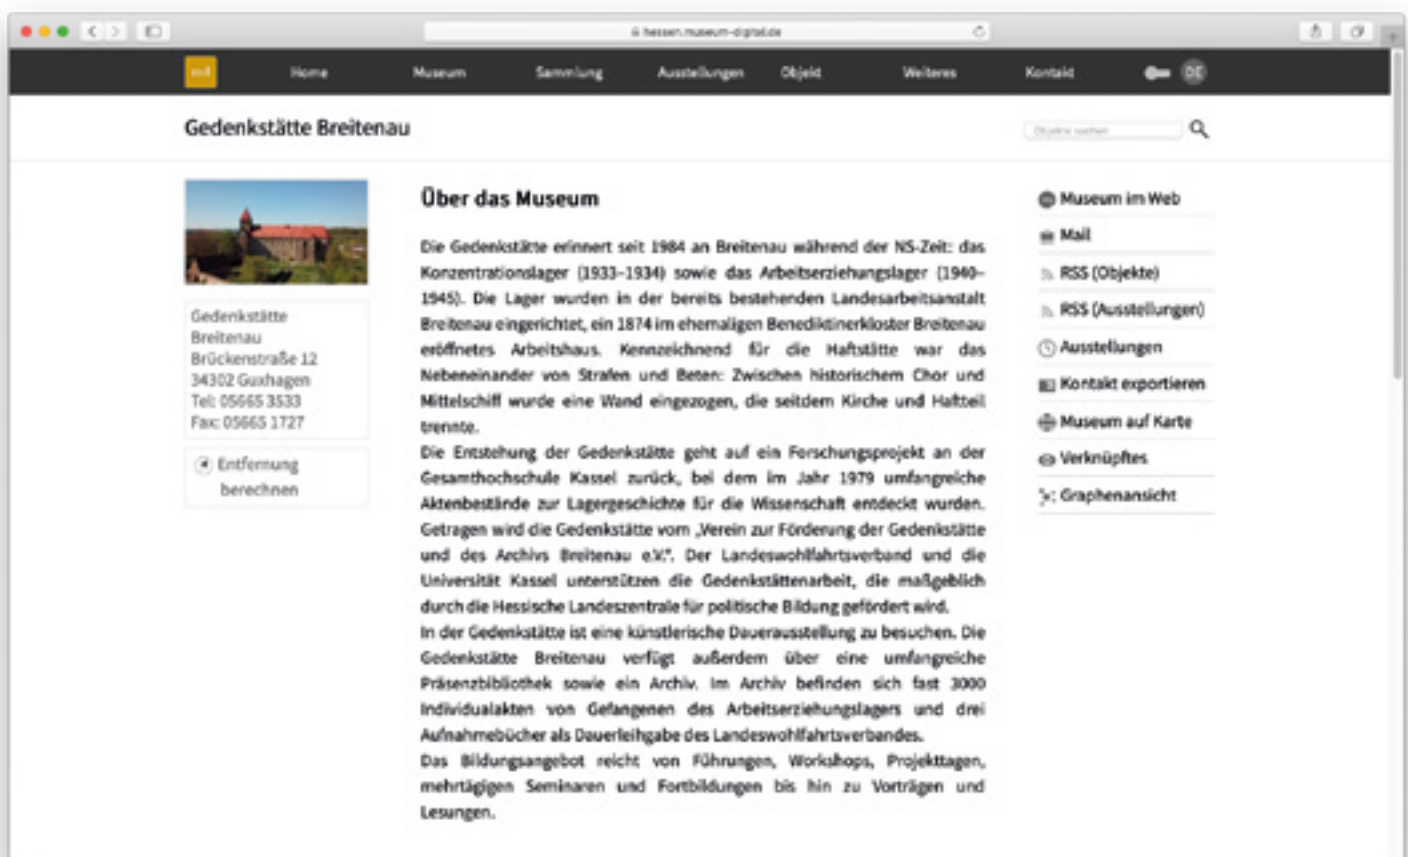 hessen.museum-digital.de
md
Home Museum Sammlung Ausstellungen Objekt Weiteres Kontakt DE
Gedenkstätte Breitenau
Objekte suchen
Gedenkstätte
Breitenau
Brückenstraße 12
34302 Guxhagen
Tel: 05665 3533
Fax: 05665 1727
Entfernung
berechnen
Über das Museum
Die Gedenkstätte erinnert seit 1984 an Breitenau während der NS-Zeit: das
Konzentrationslager (1933–1934) sowie das Arbeitserziehungslager (1940–
1945). Die Lager wurden in der bereits bestehenden Landesarbeitsanstalt
Breitenau eingerichtet, ein 1874 im ehemaligen Benediktinerkloster Breitenau
eröffnetes Arbeitshaus. Kennzeichnend für die Haftstätte war das
Nebeneinander von Strafen und Beten: Zwischen historischem Chor und
Mittelschiff wurde eine Wand eingezogen, die seitdem Kirche und Haftteil
trennte.
Die Entstehung der Gedenkstätte geht auf ein Forschungsprojekt an der
Gesamthochschule Kassel zurück, bei dem im Jahr 1979 umfangreiche
Aktenbestände zur Lagergeschichte für die Wissenschaft entdeckt wurden.
Getragen wird die Gedenkstätte vom „Verein zur Förderung der Gedenkstätte
und des Archivs Breitenau e.V.“. Der Landeswohlfahrtsverband und die
Universität Kassel unterstützen die Gedenkstättenarbeit, die maßgeblich
durch die Hessische Landeszentrale für politische Bildung gefördert wird.
In der Gedenkstätte ist eine künstlerische Dauerausstellung zu besuchen. Die
Gedenkstätte Breitenau verfügt außerdem über eine umfangreiche
Präsenzbibliothek sowie ein Archiv. Im Archiv befinden sich fast 3000
Individualakten von Gefangenen des Arbeitserziehungslagers und drei
Aufnahmebücher als Dauerleihgabe des Landeswohlfahrtsverbandes.
Das Bildungsangebot reicht von Führungen, Workshops, Projekttagen,
mehrtägigen Seminaren und Fortbildungen bis hin zu Vorträgen und
Lesungen.
Museum im Web
Mail
RSS (Objekte)
RSS (Ausstellungen)
Ausstellungen
Kontakt exportieren
Museum auf Karte
Verknüpftes
Graphenansicht